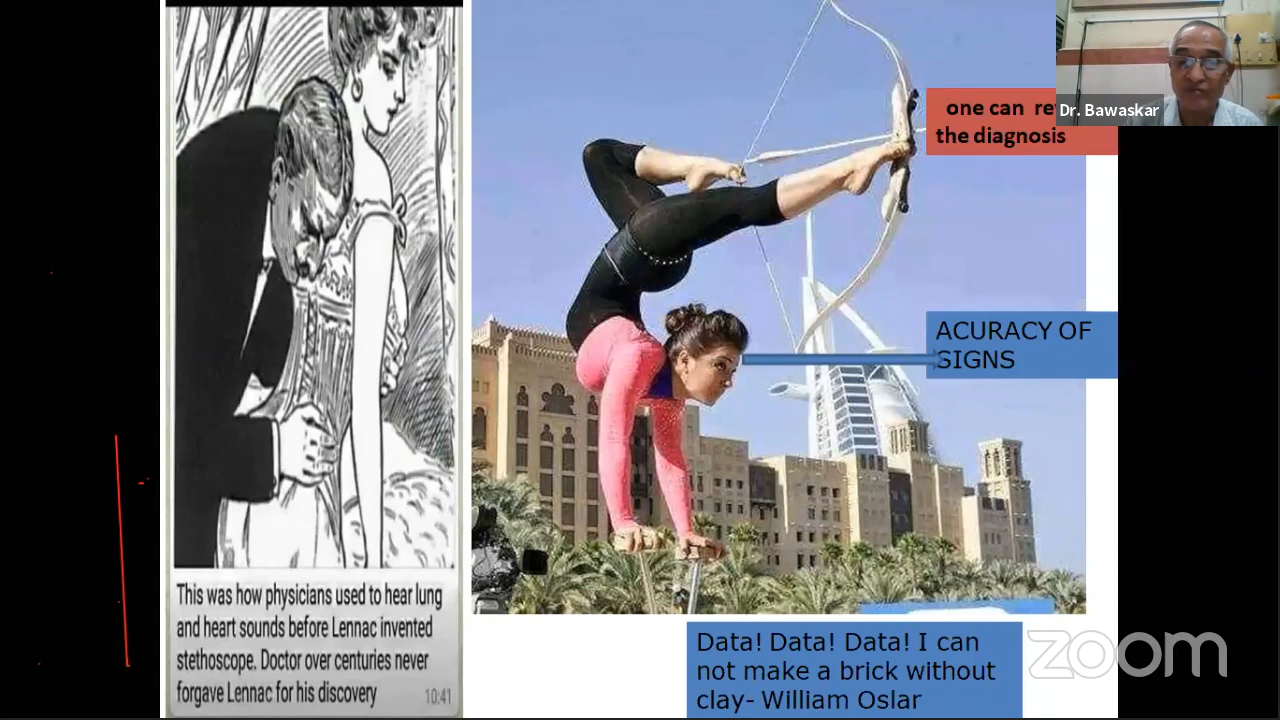 This was how physicians used to hear lung
and heart sounds before Lennac invented
stethoscope. Doctor over centuries never
forgave Lennac for his discovery
10:41
one can
the diagnosis
Dr. Bawaskar
ACURACY OF
SIGNS
Data! Data! Data! I can
not make a brick without
clay- William Oslar
zoom